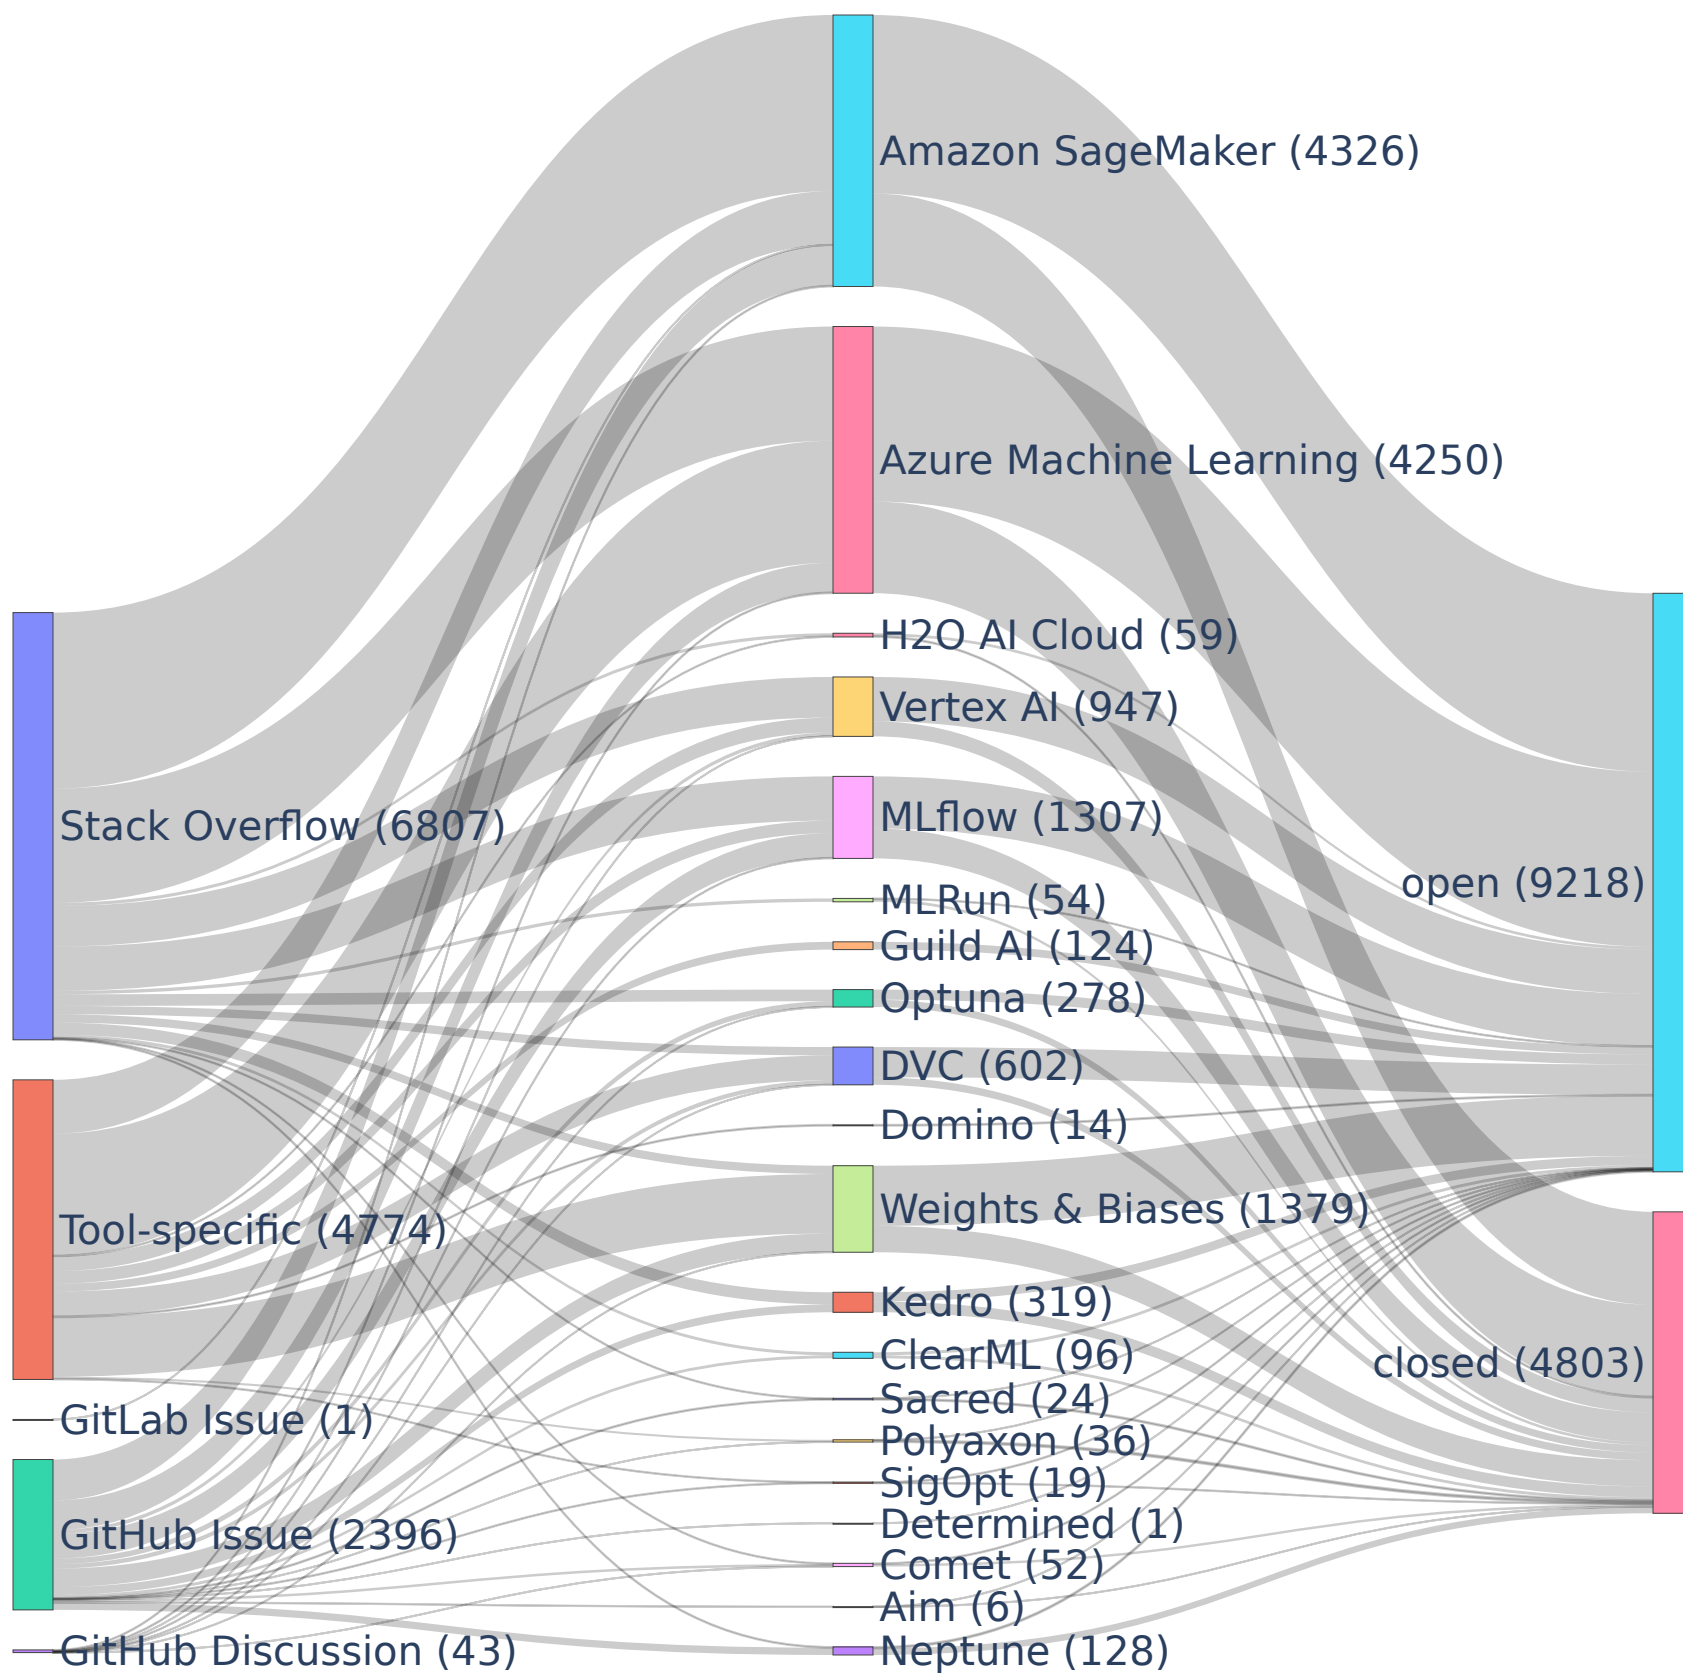 Stack Overflow (6807)
Tool-specific (4774)
GitLab Issue (1)
GitHub Issue (2396)
GitHub Discussion (43)
Amazon SageMaker (4326)
Azure Machine Learning (4250)
H2O AI Cloud (59)
Vertex AI (947)
MLflow (1307)
MLRun (54)
Guild AI (124)
Optuna (278)
DVC (602)
Domino (14)
Weights & Biases (1379)
Kedro (319)
ClearML (96)
Sacred (24)
Polyaxon (36)
SigOpt (19)
Determined (1)
Comet (52)
Aim (6)
Neptune (128)
open (9218)
closed (4803)